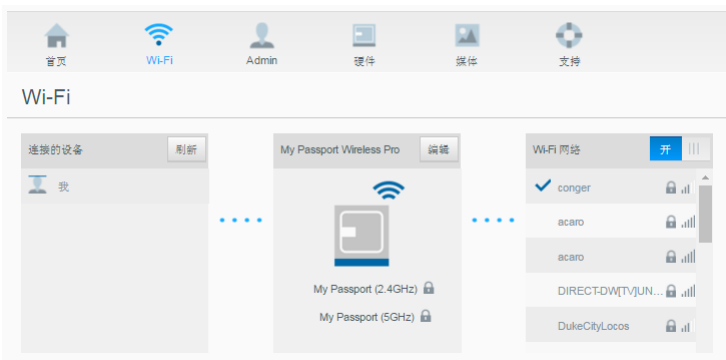 首页
Wi-Fi
Admin
硬件
媒体
支持
Wi-Fi
连接的设备
刷新
我
My Passport Wireless Pro
编辑
My Passport (2.4GHz)
My Passport (5GHz)
Wi-Fi 网络
开
conger
acaro
acaro
DIRECT-DW[TV]UN...
DukeCityLocos